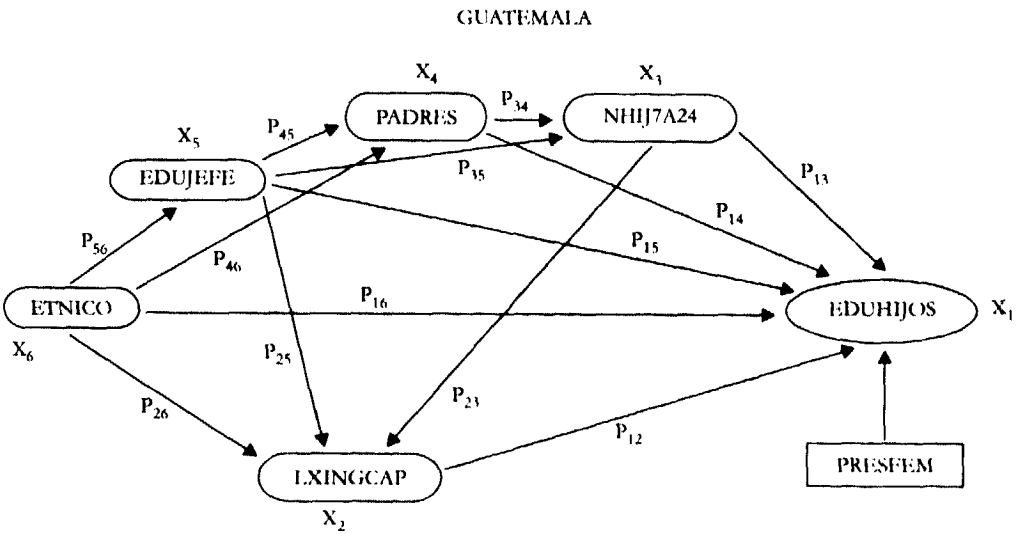 GUATEMALA
X₄
X₃
PADRES
P₃₄
NHIJ7A24
X₅
P₄₅
EDUJEFE
P₃₅
P₁₃
P₁₄
P₅₆
P₄₆
P₁₅
ETNICO
P₁₆
EDUHIJOS
X₁
X₆
P₂₅
P₂₆
P₂₃
P₁₂
LXINGCAP
PRESFEM
X₂